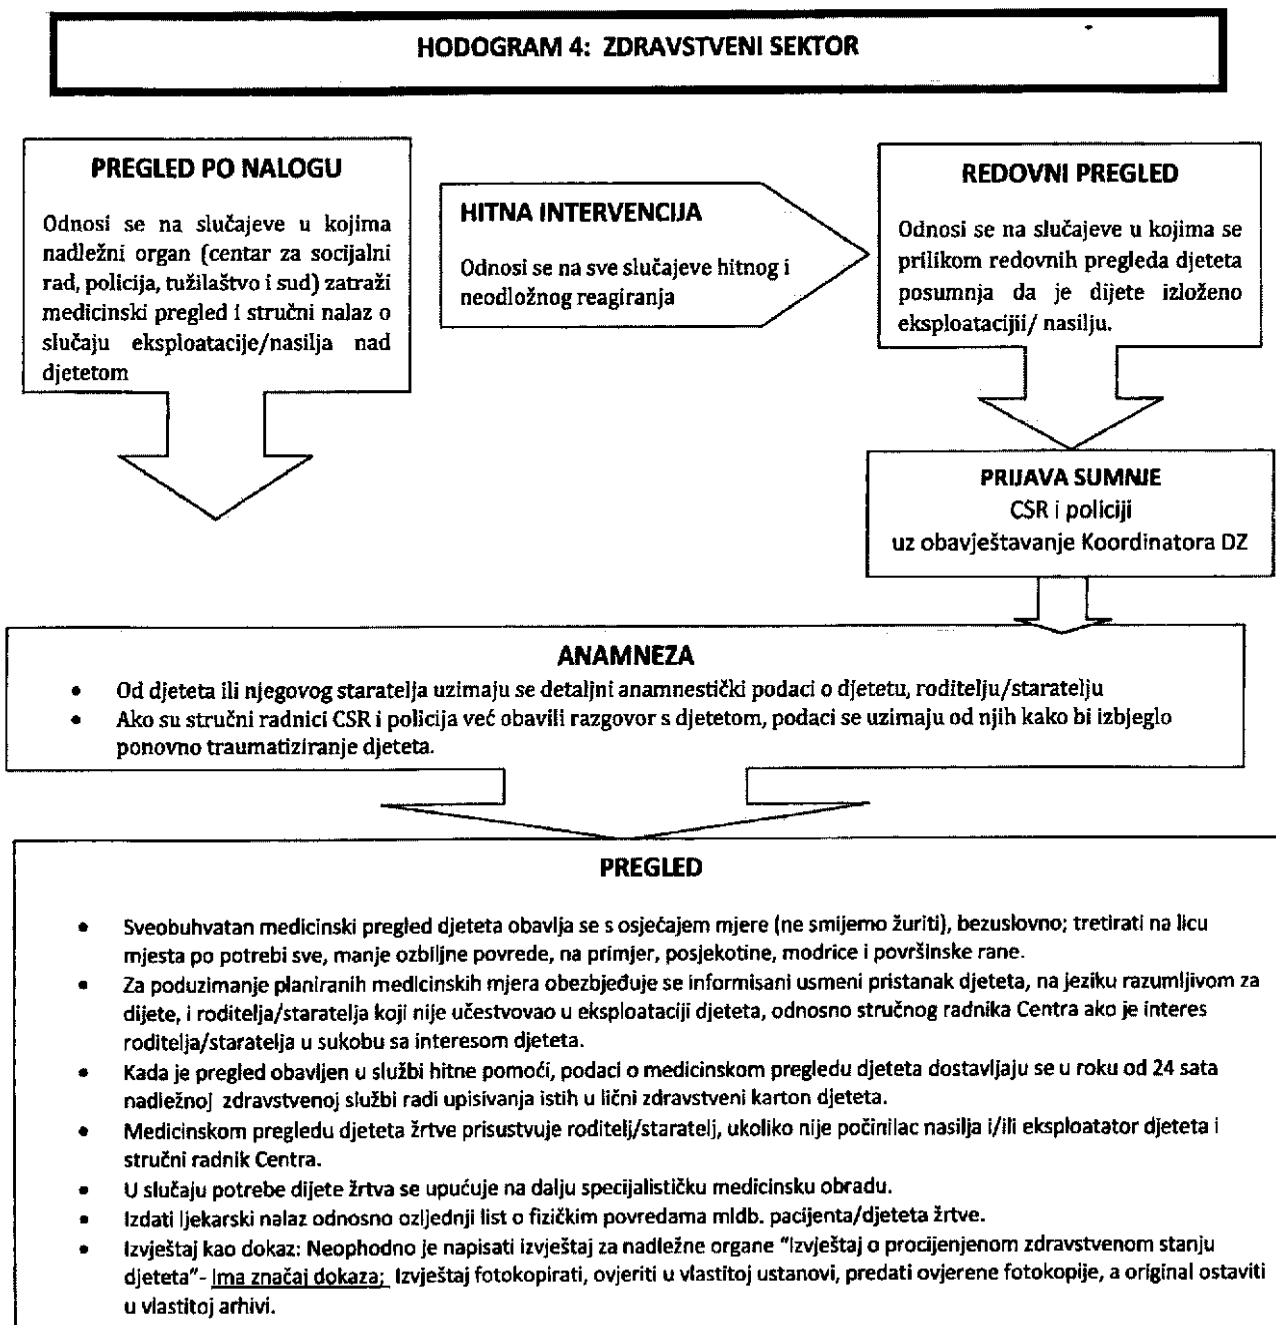 HODOGRAM 4: ZDRAVSTVENI SEKTOR
PREGLED PO NALOGU
Odnosi se na slučajeve u kojima
nadležni organ (centar za socijalni
rad, policija, tužilaštvo i sud) zatraži
medicinski pregled i stručni nalaz o
slučaju eksploatacije/nasilja nad
djetetom
HITNA INTERVENCIJA
Odnosi se na sve slučajeve hitnog i
neodložnog reagiranja
REDOVNI PREGLED
Odnosi se na slučajeve u kojima se
prilikom redovnih pregleda djeteta
posumnja da je dijete izloženo
eksploatacijii/ nasilju.
PRIJAVA SUMNJE
CSR i policiji
uz obavještavanje Koordinatora DZ
ANAMNEZA
• Od djeteta ili njegovog staratelja uzimaju se detaljni anamnestički podaci o djetetu, roditelju/staratelju
• Ako su stručni radnici CSR i policija već obavili razgovor s djetetom, podaci se uzimaju od njih kako bi izbjeglo
ponovno traumatiziranje djeteta.
PREGLED
• Sveobuhvatan medicinski pregled djeteta obavlja se s osjećajem mjere (ne smijemo žuriti), bezuslovno; tretirati na licu
mjesta po potrebi sve, manje ozbiljne povrede, na primjer, posjekotine, modrice i površinske rane.
• Za poduzimanje planiranih medicinskih mjera obezbjeđuje se informisani usmeni pristanak djeteta, na jeziku razumljivom za
dijete, i roditelja/staratelja koji nije učestvovao u eksploataciji djeteta, odnosno stručnog radnika Centra ako je interes
roditelja/staratelja u sukobu sa interesom djeteta.
• Kada je pregled obavljen u službi hitne pomoći, podaci o medicinskom pregledu djeteta dostavljaju se u roku od 24 sata
nadležnoj zdravstvenoj službi radi upisivanja istih u lični zdravstveni karton djeteta.
• Medicinskom pregledu djeteta žrtve prisustvuje roditelj/staratelj, ukoliko nije počinilac nasilja i/ili eksploatator djeteta i
stručni radnik Centra.
• U slučaju potrebe dijete žrtva se upućuje na dalju specijalističku medicinsku obradu.
• Izdati ljekarski nalaz odnosno ozljednji list o fizičkim povredama mldb. pacijenta/djeteta žrtve.
• Izvještaj kao dokaz: Neophodno je napisati izvještaj za nadležne organe "Izvještaj o procijenjenom zdravstvenom stanju
djeteta"- Ima značaj dokaza; Izvještaj fotokopirati, ovjeriti u vlastitoj ustanovi, predati ovjerene fotokopije, a original ostaviti
u vlastitoj arhivi.